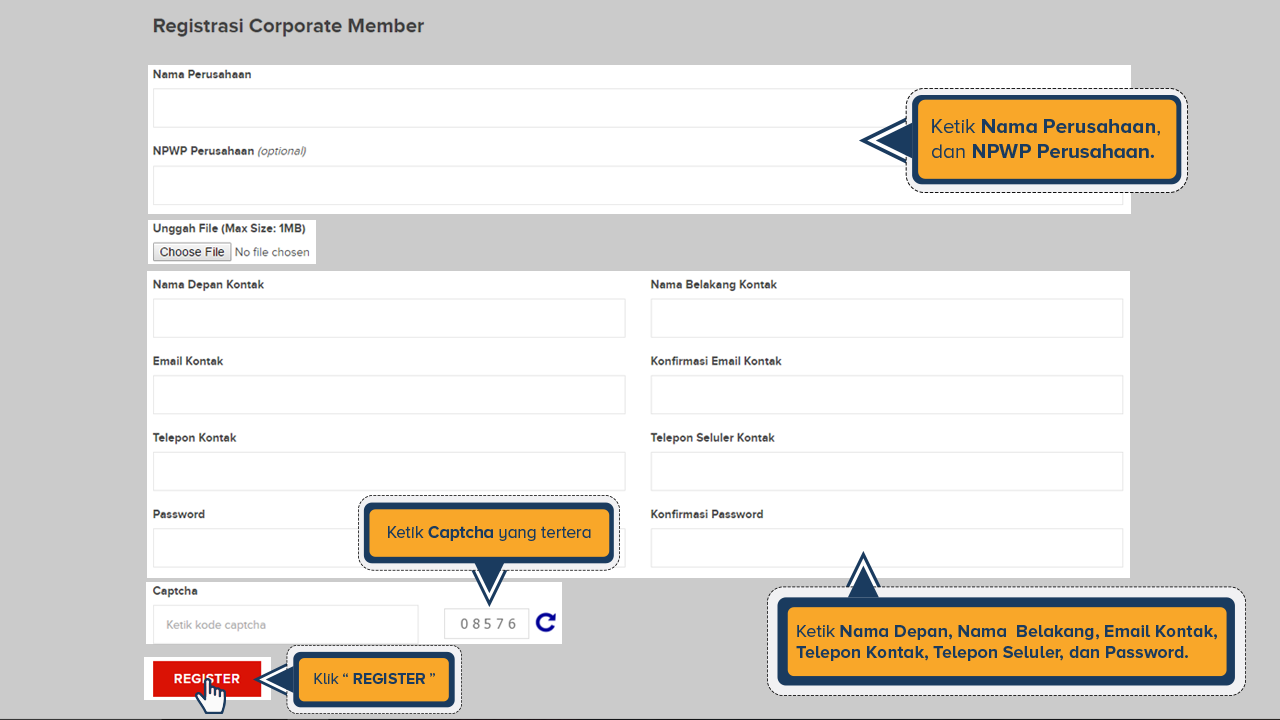 Registrasi Corporate Member
Nama Perusahaan
Ketik Nama Perusahaan,
dan NPWP Perusahaan.
NPWP Perusahaan (optional)
Unggah File (Max Size: 1MB)
Choose File No file chosen
Nama Depan Kontak
Nama Belakang Kontak
Email Kontak
Konfirmasi Email Kontak
Telepon Kontak
Telepon Seluler Kontak
Password
Konfirmasi Password
Ketik Captcha yang tertera
Captcha
Ketik kode captcha
08576
Ketik Nama Depan, Nama Belakang, Email Kontak,
Telepon Kontak, Telepon Seluler, dan Password.
REGISTER
Klik “ REGISTER ”